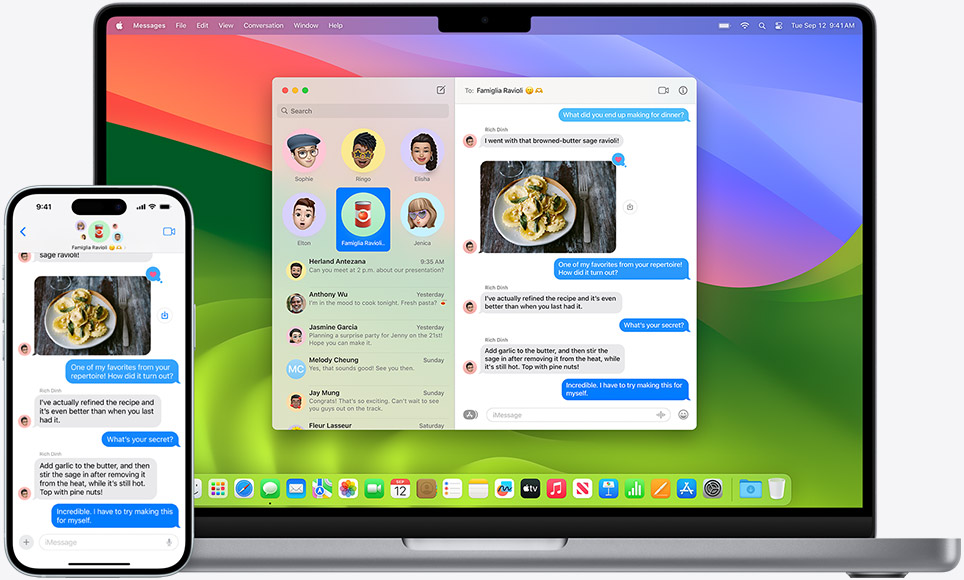 Messages File Edit View Conversation Window Help
Tue Sep 12 9:41AM
Search
Sophie
Ringo
Elisha
Elton
Famiglia Ravioli...
Jenica
Herland Antezana 9:35 AM
Can you meet at 2 p.m. about our presentation?
Anthony Wu Yesterday
I'm in the mood to cook tonight. Fresh pasta? 🍝
Jasmine Garcia Yesterday
Planning a surprise party for Jenny on the 21st!
Hope you can make it.
MC
Melody Cheung Sunday
Yes, that sounds good! See you then.
Jay Mung Sunday
Congrats! That's so exciting. Can't wait to see
you guys out on the track.
Fleur Lasseur Saturday
To: Famiglia Ravioli 🥹🫶
What did you end up making for dinner?
Rich Dinh
I went with that browned-butter sage ravioli!
One of my favorites from your repertoire!
How did it turn out?
Rich Dinh
I've actually refined the recipe and it's even
better than when you last had it.
What's your secret?
Rich Dinh
Add garlic to the butter, and then stir the
sage in after removing it from the heat, while
it's still hot. Top with pine nuts!
Incredible. I have to try making this for
myself.
iMessage
SEP
12
tv
9:41
Famiglia Ravioli 🥹🫶
sage ravioli!
One of my favorites from your
repertoire! How did it turn out?
Rich Dinh
I've actually refined the recipe and
it's even better than when you last
had it.
What's your secret?
Rich Dinh
Add garlic to the butter, and then
stir the sage in after removing it
from the heat, while it's still hot.
Top with pine nuts!
Incredible. I have to try making this
for myself.
iMessage